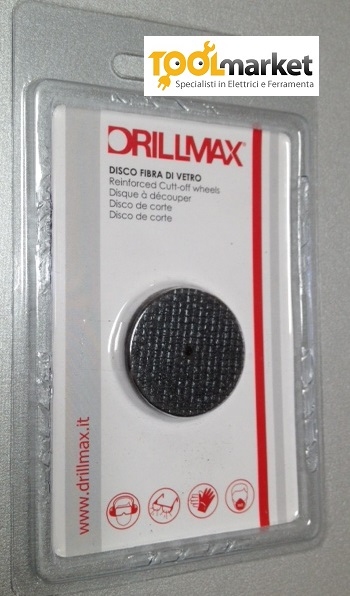 TOOLmarket
Specialisti in Elettrici e Ferramenta
DRILLMAX
DISCO FIBRA DI VETRO
Reinforced Cutt-off wheels
Disque à découper
Disco de corte
Disco de corte
www.drillmax.it